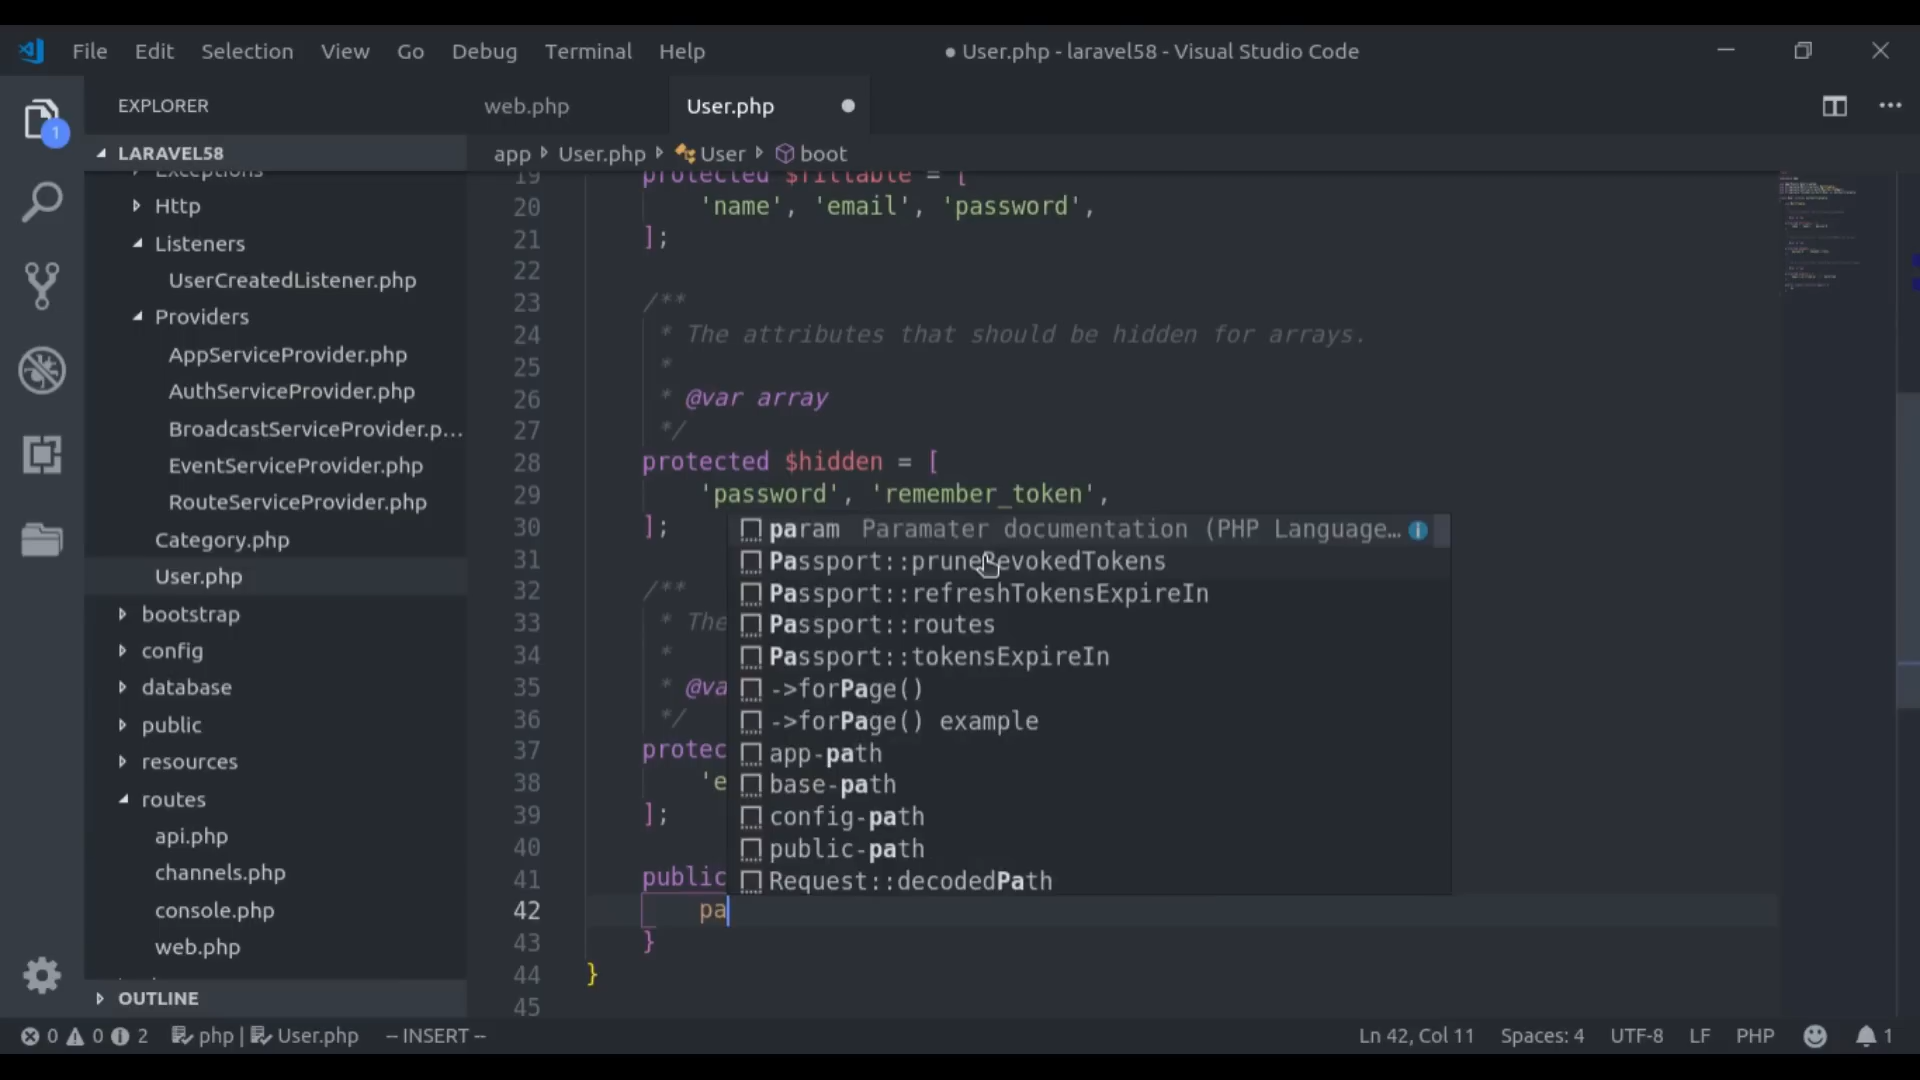 File Edit Selection View Go Debug Terminal Help
● User.php - laravel58 - Visual Studio Code
EXPLORER
web.php
User.php
1
LARAVEL58
app User.php User boot
Exceptions
Http
Listeners
UserCreatedListener.php
Providers
AppServiceProvider.php
AuthServiceProvider.php
BroadcastServiceProvider.p...
EventServiceProvider.php
RouteServiceProvider.php
Category.php
User.php
bootstrap
config
database
public
resources
routes
api.php
channels.php
console.php
web.php
OUTLINE
19 protected $fillable = [
20 'name', 'email', 'password',
21 ];
22
23 /**
24 * The attributes that should be hidden for arrays.
25 *
26 * @var array
27 */
28 protected $hidden = [
29 'password', 'remember_token',
30 ];
31
32 /**
33 * The
34 *
35 * @va
36 */
37 protec
38 'e
39 ];
40
41 public
42 pa
43 }
44 }
45
param Paramater documentation (PHP Language…
Passport::pruneRevokedTokens
Passport::refreshTokensExpireIn
Passport::routes
Passport::tokensExpireIn
->forPage()
->forPage() example
app-path
base-path
config-path
public-path
Request::decodedPath
0 0 2 php | User.php -- INSERT --
Ln 42, Col 11 Spaces: 4 UTF-8 LF PHP 1